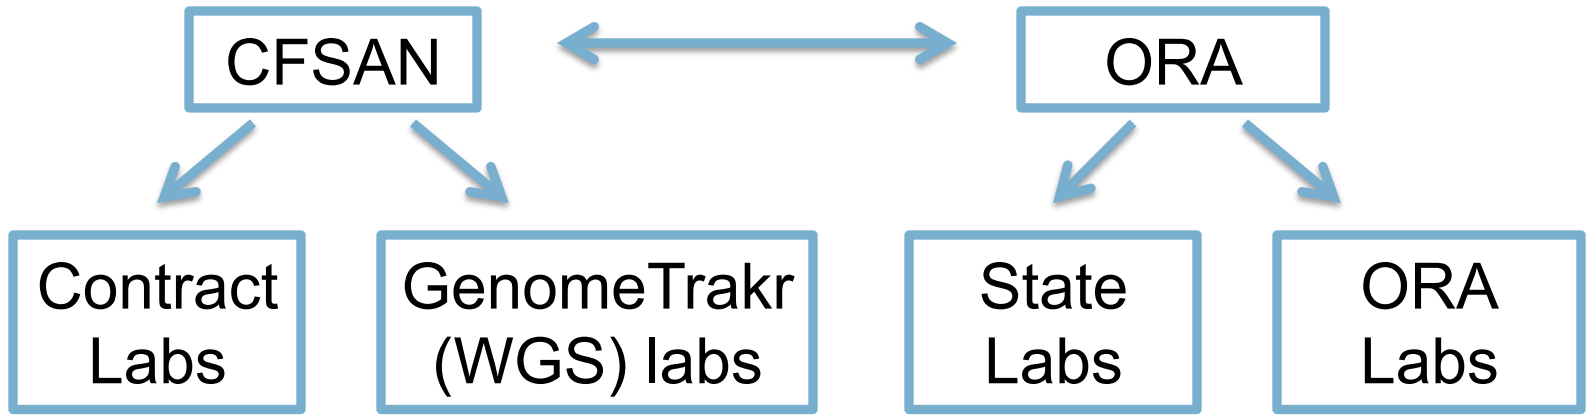 CFSAN
ORA
Contract
Labs
GenomeTrakr
(WGS) labs
State
Labs
ORA
Labs